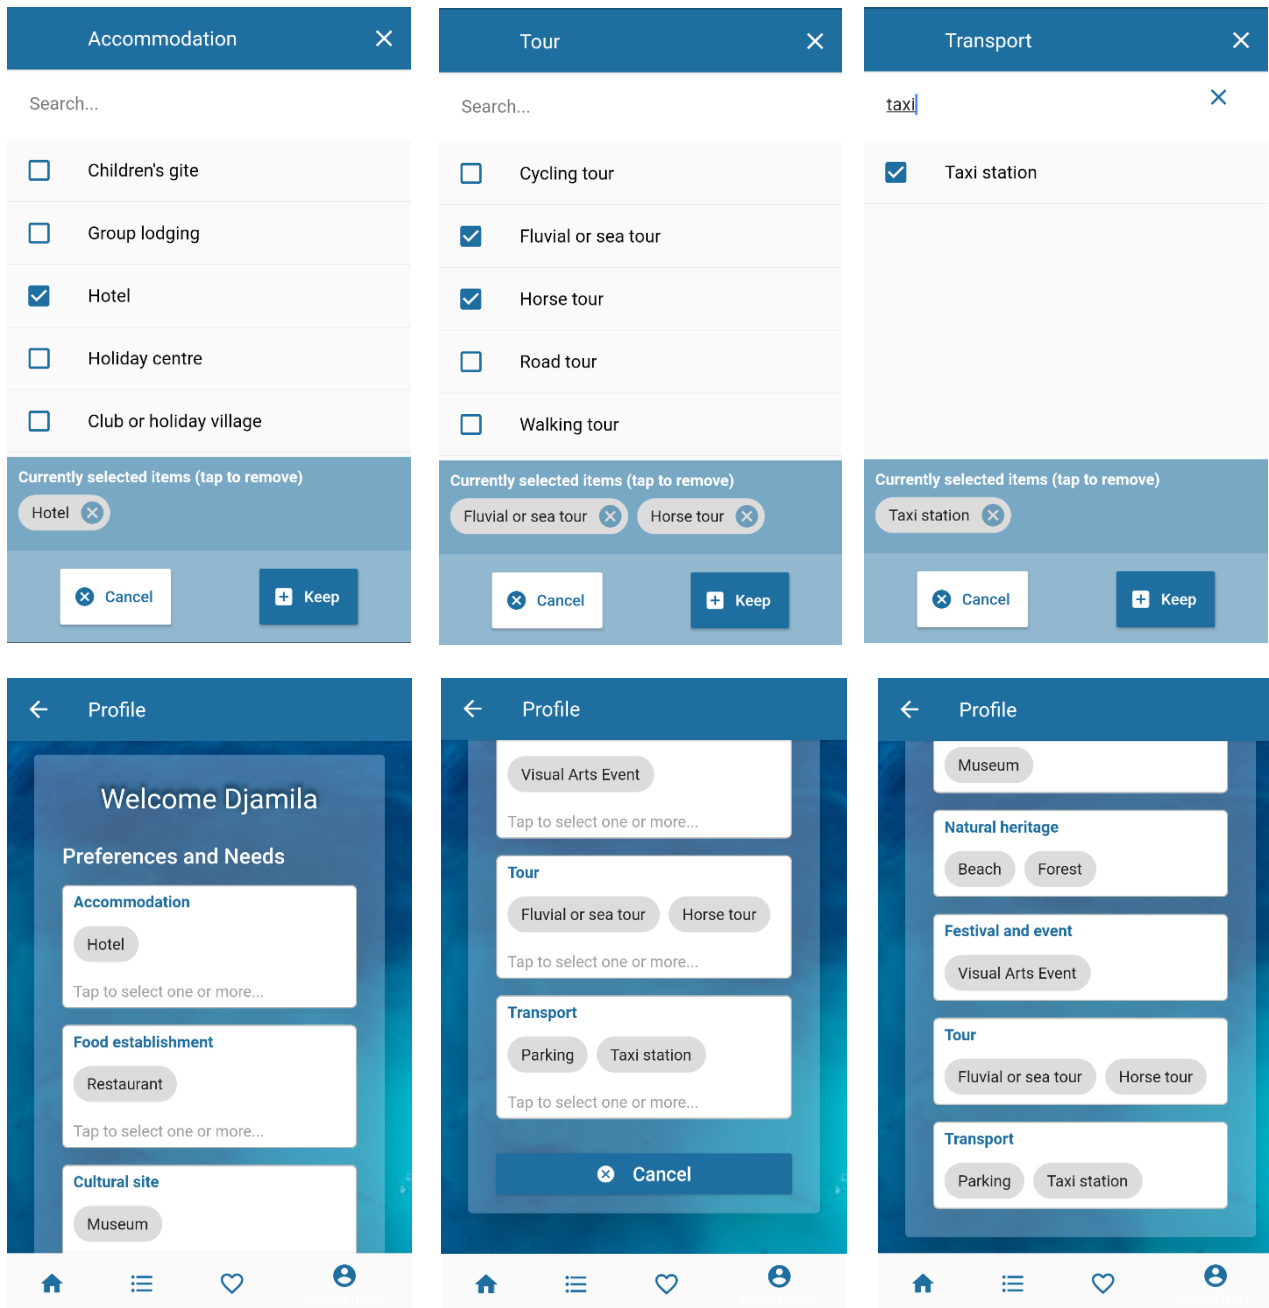 Accommodation
Search...
Children's gite
Group lodging
Hotel
Holiday centre
Club or holiday village
Currently selected items (tap to remove)
Hotel
Cancel
Keep
Tour
Search...
Cycling tour
Fluvial or sea tour
Horse tour
Road tour
Walking tour
Currently selected items (tap to remove)
Fluvial or sea tour
Horse tour
Cancel
Keep
Transport
taxi
Taxi station
Currently selected items (tap to remove)
Taxi station
Cancel
Keep
Profile
Welcome Djamila
Preferences and Needs
Accommodation
Hotel
Tap to select one or more...
Food establishment
Restaurant
Tap to select one or more...
Cultural site
Museum
Profile
Visual Arts Event
Tap to select one or more...
Tour
Fluvial or sea tour
Horse tour
Tap to select one or more...
Transport
Parking
Taxi station
Tap to select one or more...
Cancel
Profile
Museum
Natural heritage
Beach
Forest
Festival and event
Visual Arts Event
Tour
Fluvial or sea tour
Horse tour
Transport
Parking
Taxi station